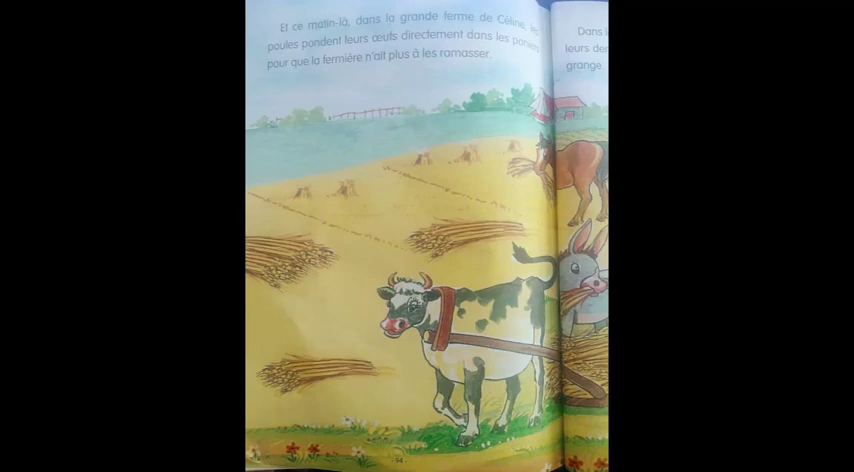 Et ce matin-là, dans la grande ferme de Céline, les
poules pondent leurs œufs directement dans les paniers
pour que la fermière n'ait plus à les ramasser.
Dans
leurs
grange.